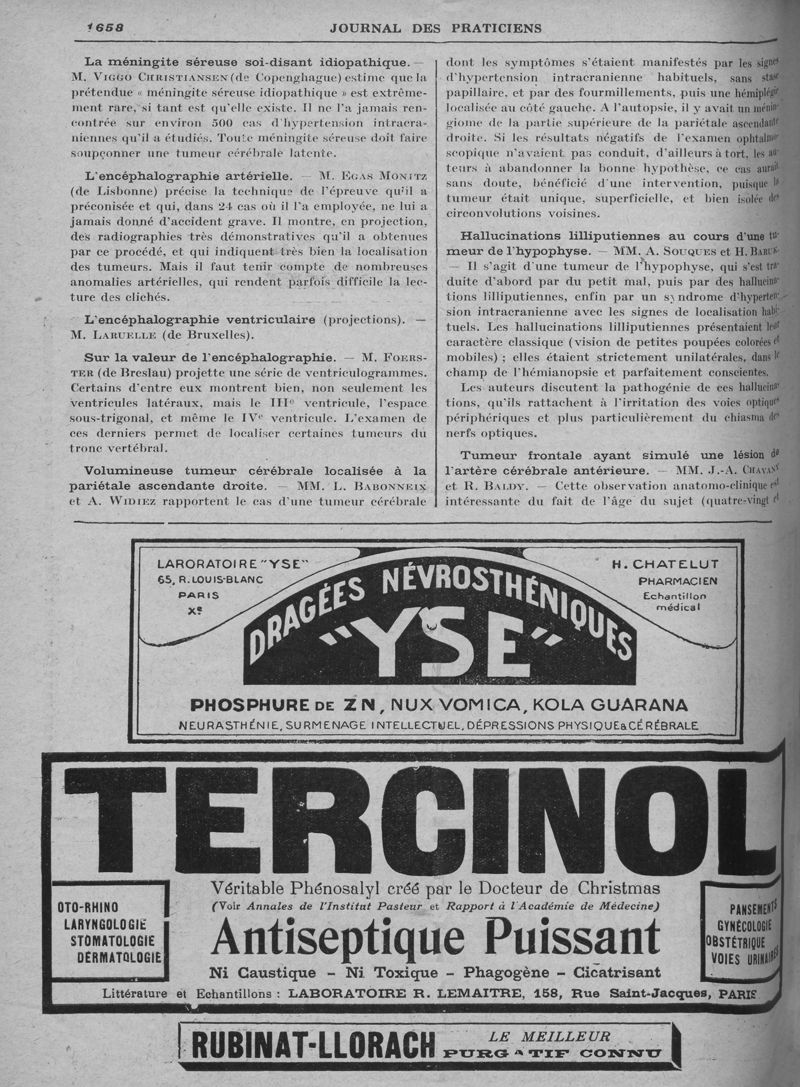 1658
JOURNAL DES PRATICIENS
La méningite séreuse soi-disant idiopathique. —
M. Viggo Christiansen (de Copenghague) estime que la
prétendue « méningite séreuse idiopathique » est extrême-
ment rare, si tant est qu'elle existe. Il ne l'a jamais ren-
contrée sur environ 500 cas d'hypertension intracra-
niennes qu'il a étudiés. Toute méningite séreuse doit faire
soupçonner une tumeur cérébrale latente.
L'encéphalographie artérielle. — M. Egas Monitz
(de Lisbonne) précise la technique de l'épreuve qu'il a
préconisée et qui, dans 24 cas où il l'a employée, ne lui a
jamais donné d'accident grave. Il montre, en projection,
des radiographies très démonstratives qu'il a obtenues
par ce procédé, et qui indiquent très bien la localisation
des tumeurs. Mais il faut tenir compte de nombreuses
anomalies artérielles, qui rendent parfois difficile la lec-
ture des clichés.
L'encéphalographie ventriculaire (projections). —
M. Laruelle (de Bruxelles).
Sur la valeur de l'encéphalographie. — M. Foers-
ter (de Breslau) projette une série de ventriculogrammes.
Certains d'entre eux montrent bien, non seulement les
ventricules latéraux, mais le IIIe ventricule, l'espace
sous-trigonal, et même le IVe ventricule. L'examen de
ces derniers permet de localiser certaines tumeurs du
tronc vertébral.
Volumineuse tumeur cérébrale localisée à la
pariétale ascendante droite. — MM. L. Babonneix
et A. Widiez rapportent le cas d'une tumeur cérébrale
dont les symptômes s'étaient manifestés par les signes
d'hypertension intracranienne habituels, sans stase
papillaire, et par des fourmillements, puis une hémiplégie
localisée au côté gauche. A l'autopsie, il y avait un ménin-
giome de la partie supérieure de la pariétale ascendante
droite. Si les résultats négatifs de l'examen ophtalmo-
scopique n'avaient pas conduit, d'ailleurs à tort, les au-
teurs à abandonner la bonne hypothèse, ce cas aurait
sans doute, bénéficié d'une intervention, puisque la
tumeur était unique, superficielle, et bien isolée des
circonvolutions voisines.
Hallucinations lilliputiennes au cours d'une tu-
meur de l'hypophyse. — MM. A. Souques et H. Baruk.
— Il s'agit d'une tumeur de l'hypophyse, qui s'est tra-
duite d'abord par du petit mal, puis par des hallucina-
tions lilliputiennes, enfin par un syndrome d'hyperten-
sion intracranienne avec les signes de localisation habi-
tuels. Les hallucinations lilliputiennes présentaient leur
caractère classique (vision de petites poupées colorées et
mobiles) ; elles étaient strictement unilatérales, dans le
champ de l'hémianopsie et parfaitement conscientes.
Les auteurs discutent la pathogénie de ces hallucina-
tions, qu'ils rattachent à l'irritation des voies optiques
périphériques et plus particulièrement du chiasma des
nerfs optiques.
Tumeur frontale ayant simulé une lésion de
l'artère cérébrale antérieure. — MM. J.-A. Chavany
et R. Baldy. — Cette observation anatomo-clinique est
intéressante du fait de l'âge du sujet (quatre-vingt et
LARORATOIRE "YSE"
65, R. LOUIS-BLANC
PARIS
Xe
H. CHATELUT
PHARMACIEN
Echantillon
médical
DRAGÉES NÉVROSTHÉNIQUES
"YSE"
PHOSPHURE DE ZN, NUX VOMICA, KOLA GUARANA
NEURASTHÉNIE, SURMENAGE INTELLECTUEL, DÉPRESSIONS PHYSIQUE & CÉRÉBRALE
TERCINOL
Véritable Phénosalyl créé par le Docteur de Christmas
(Voir Annales de l'Institut Pasteur et Rapport à l'Académie de Médecine)
OTO-RHINO
LARYNGOLOGIE
STOMATOLOGIE
DERMATOLOGIE
Antiseptique Puissant
Ni Caustique – Ni Toxique – Phagogène – Cicatrisant
PANSEMENTS
GYNÉCOLOGIE
OBSTÉTRIQUE
VOIES URINAIRES
Littérature et Echantillons : LABORATOIRE R. LEMAITRE, 158, Rue Saint-Jacques, PARIS
RUBINAT-LLORACH
LE MEILLEUR
PURGATIF CONNU